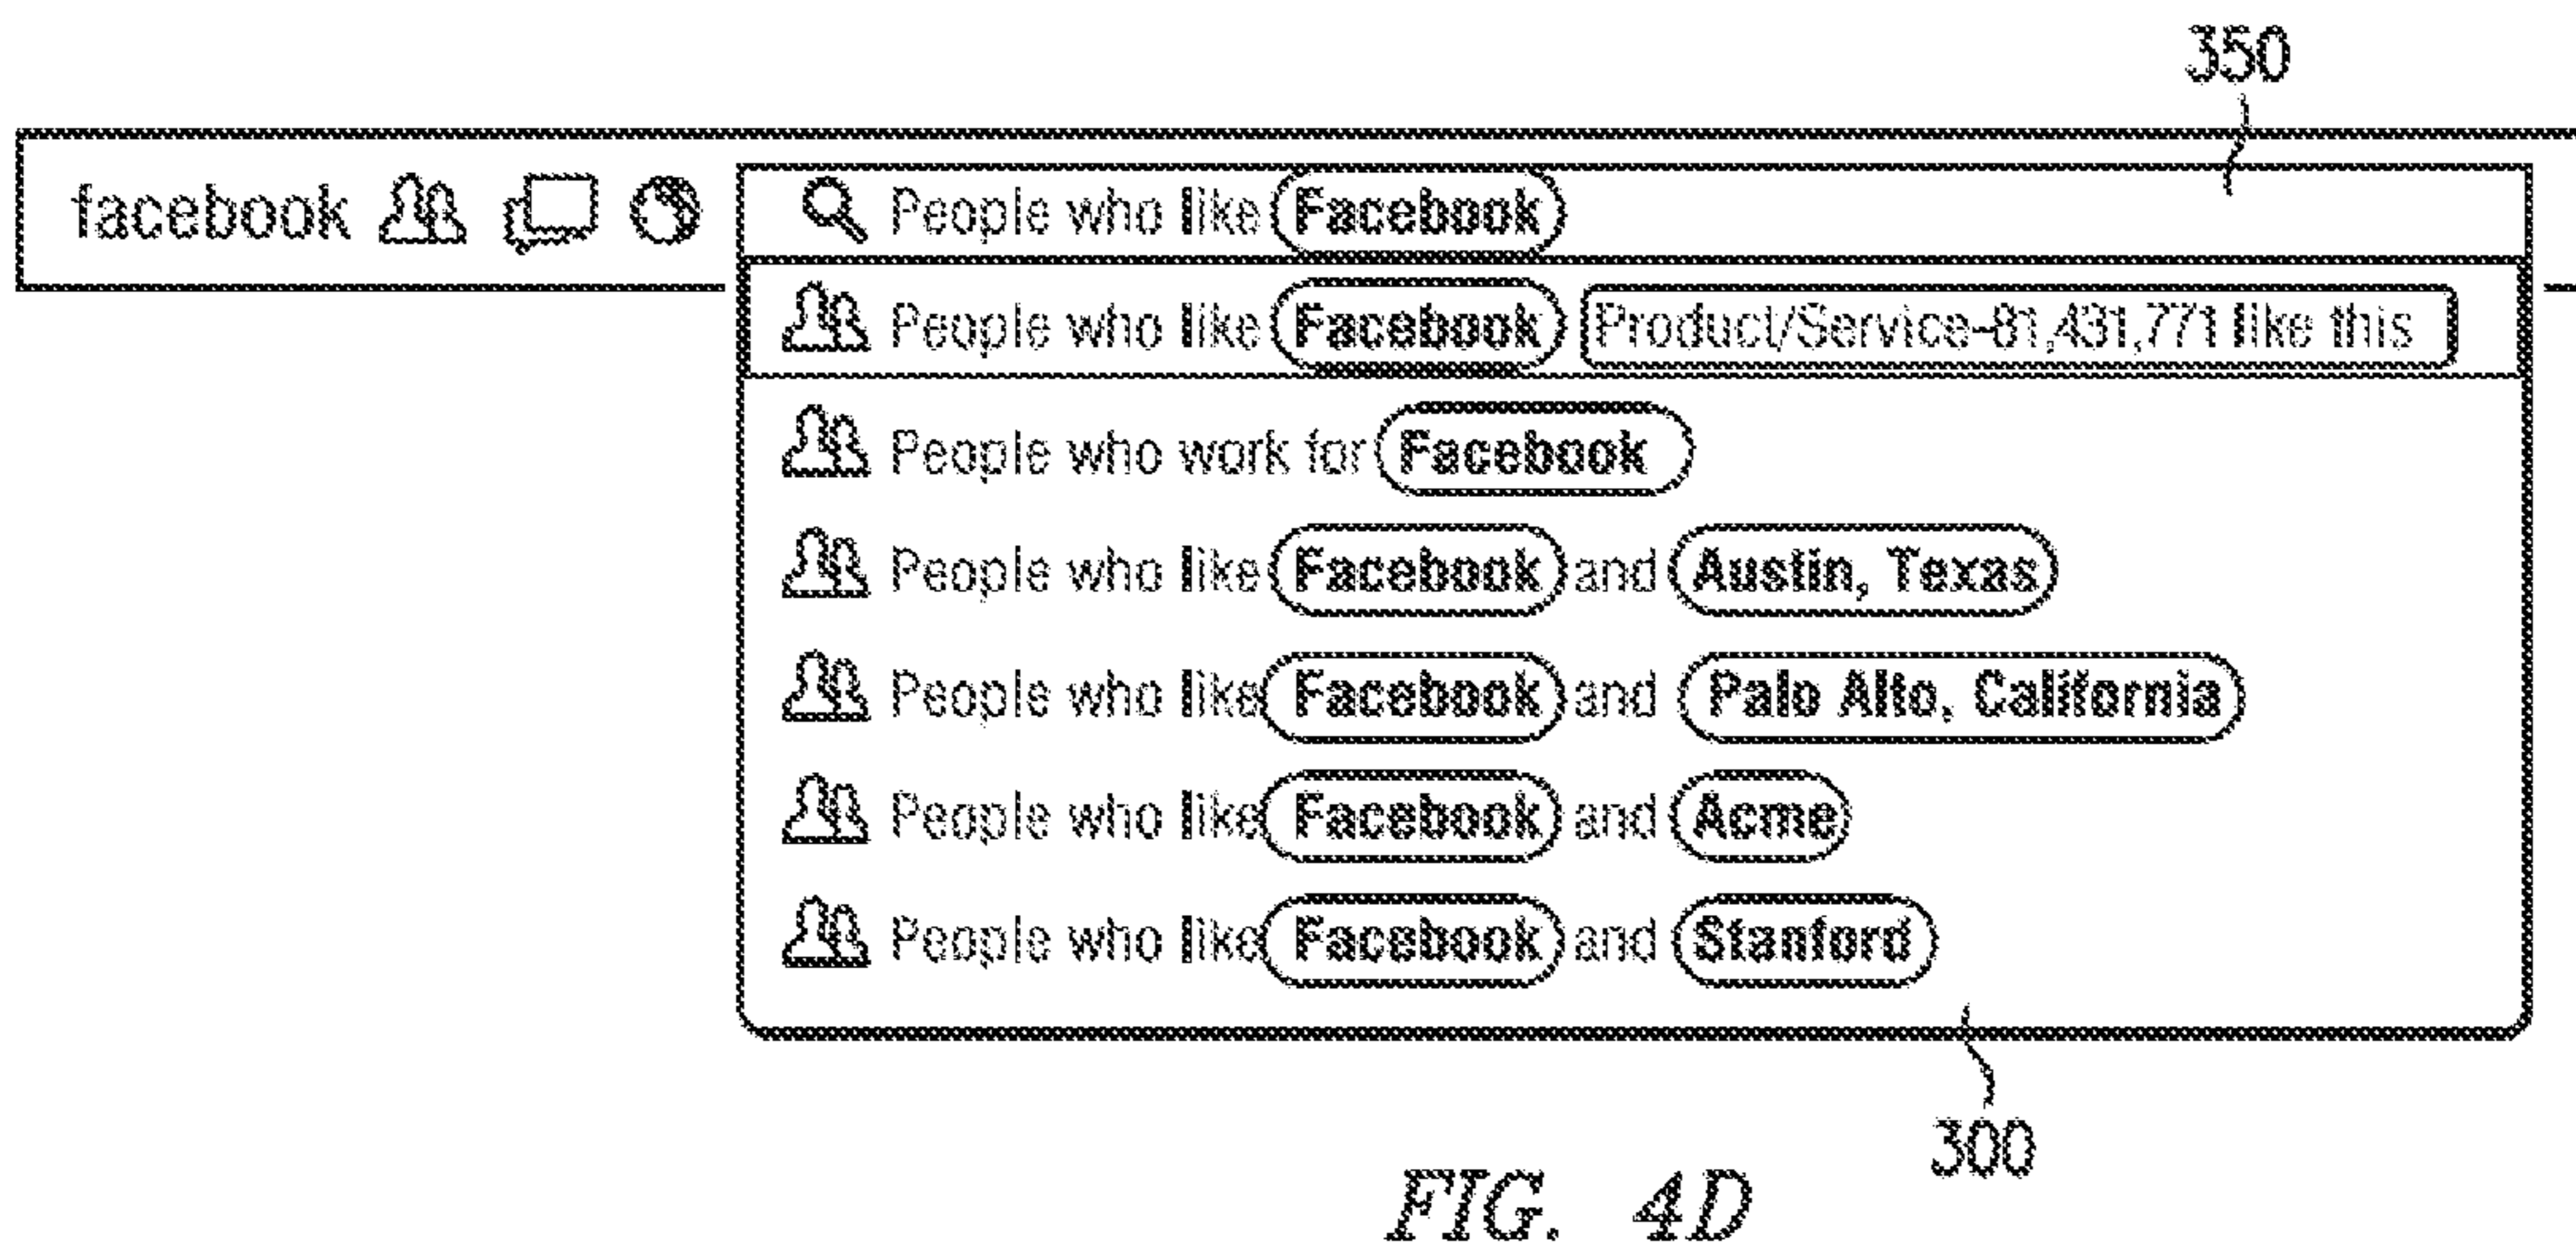 350
facebook People who like Facebook
People who like Facebook Product/Service-81,431,771 like this
People who work for Facebook
People who like Facebook and Austin, Texas
People who like Facebook and Palo Alto, California
People who like Facebook and Acme
People who like Facebook and Stanford
300
FIG. 4D